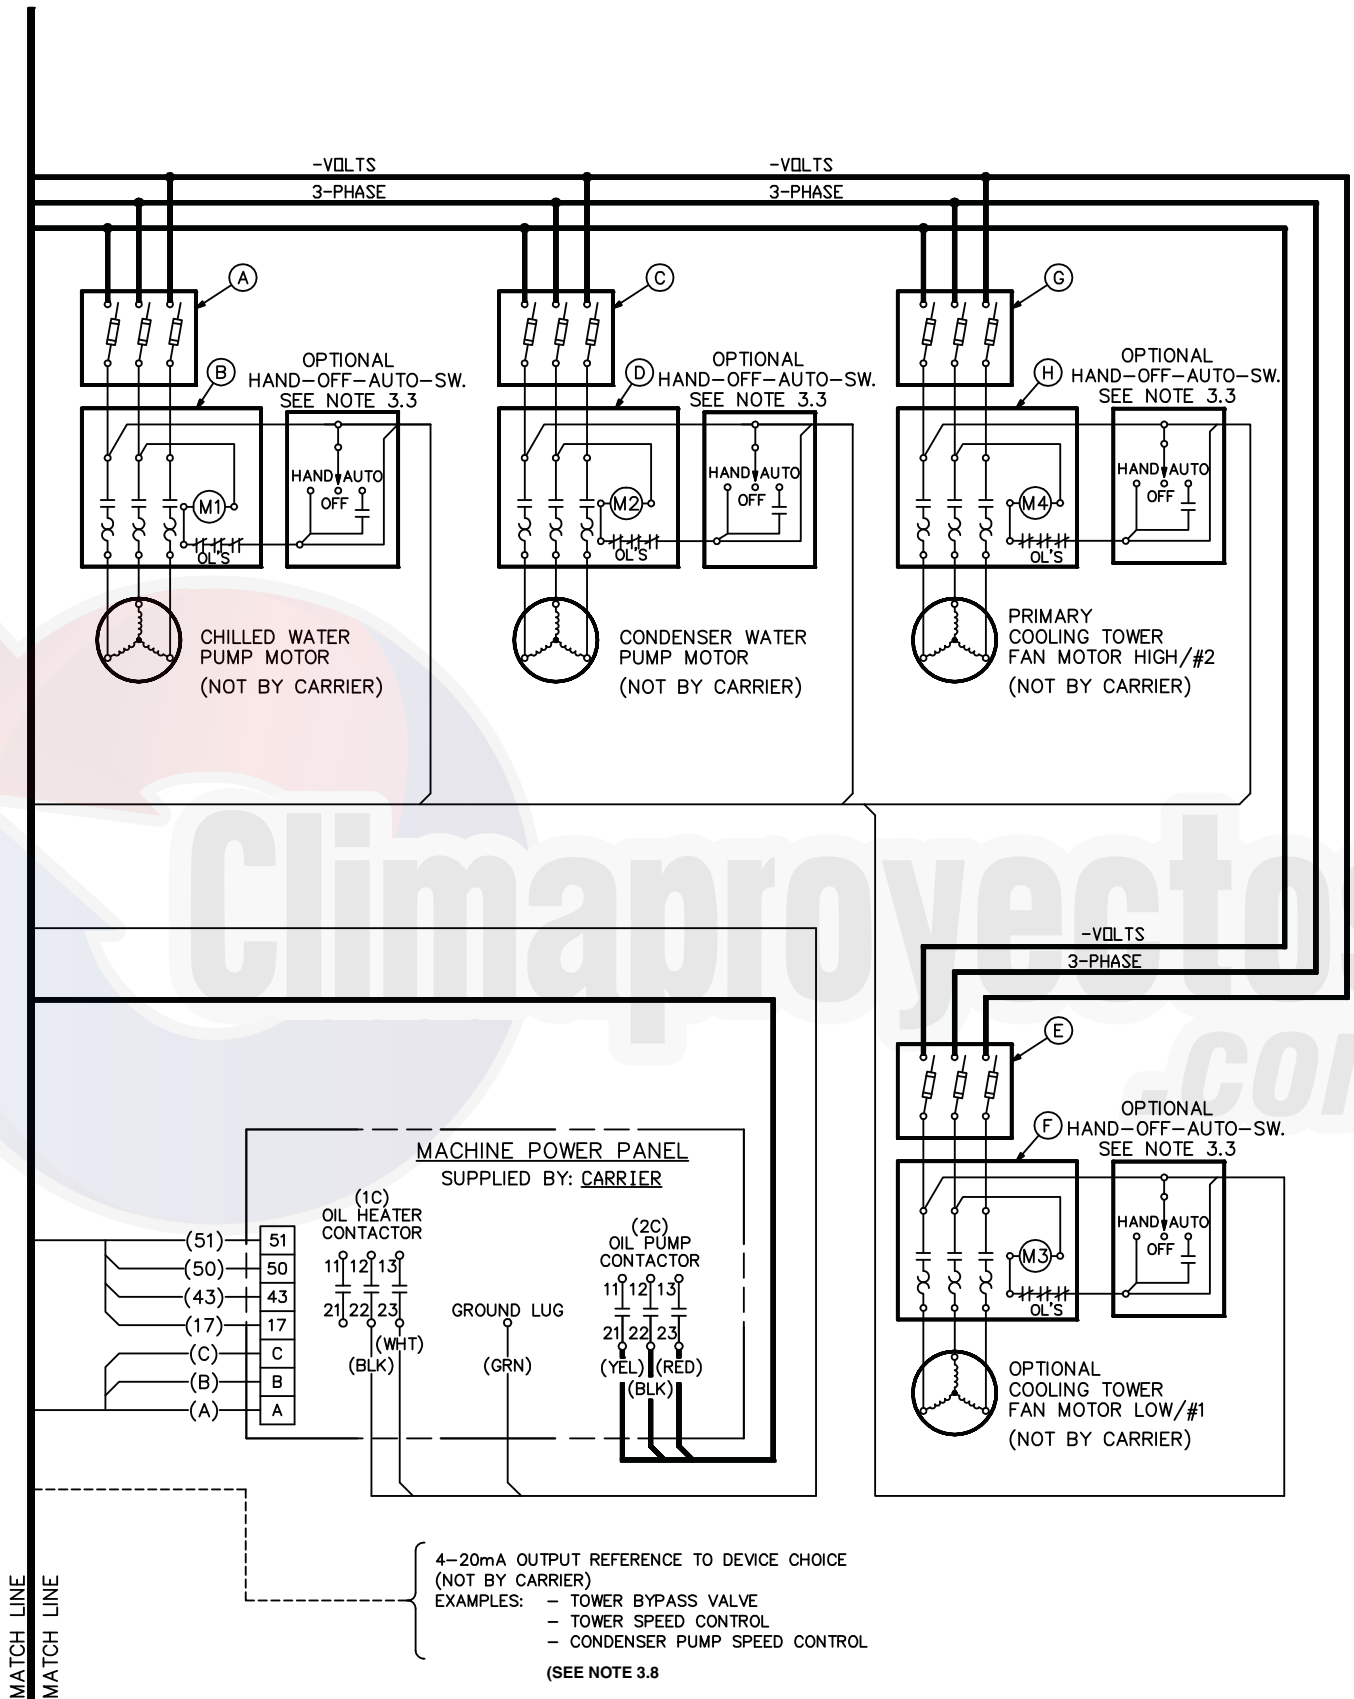 -VOLTS
3-PHASE
-VOLTS
3-PHASE
A
C
G
B
OPTIONAL
HAND-OFF-AUTO-SW.
SEE NOTE 3.3
D
OPTIONAL
HAND-OFF-AUTO-SW.
SEE NOTE 3.3
H
OPTIONAL
HAND-OFF-AUTO-SW.
SEE NOTE 3.3
HAND AUTO
OFF
M1
OL'S
HAND AUTO
OFF
M2
OL'S
HAND AUTO
OFF
M4
OL'S
CHILLED WATER
PUMP MOTOR
(NOT BY CARRIER)
CONDENSER WATER
PUMP MOTOR
(NOT BY CARRIER)
PRIMARY
COOLING TOWER
FAN MOTOR HIGH/#2
(NOT BY CARRIER)
Climaproyectos
.com
-VOLTS
3-PHASE
E
F
OPTIONAL
HAND-OFF-AUTO-SW.
SEE NOTE 3.3
HAND AUTO
OFF
M3
OL'S
OPTIONAL
COOLING TOWER
FAN MOTOR LOW/#1
(NOT BY CARRIER)
MACHINE POWER PANEL
SUPPLIED BY: CARRIER
(1C)
OIL HEATER
CONTACTOR
11 12 13
21 22 23
(WHT)
(BLK)
GROUND LUG
(GRN)
(2C)
OIL PUMP
CONTACTOR
11 12 13
21 22 23
(YEL) (RED)
(BLK)
(51) 51
(50) 50
(43) 43
(17) 17
(C) C
(B) B
(A) A
4-20mA OUTPUT REFERENCE TO DEVICE CHOICE
(NOT BY CARRIER)
EXAMPLES: - TOWER BYPASS VALVE
- TOWER SPEED CONTROL
- CONDENSER PUMP SPEED CONTROL
(SEE NOTE 3.8
MATCH LINE
MATCH LINE